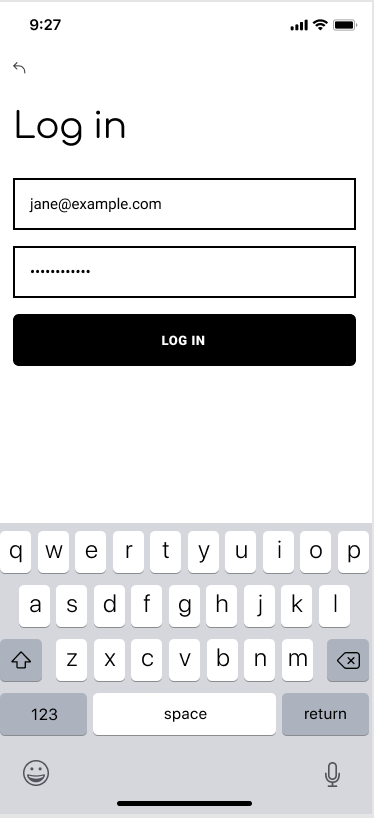 9:27
Log in
jane@example.com
••••••••••••
LOG IN
q w e r t y u i o p
a s d f g h j k l
z x c v b n m
123 space return